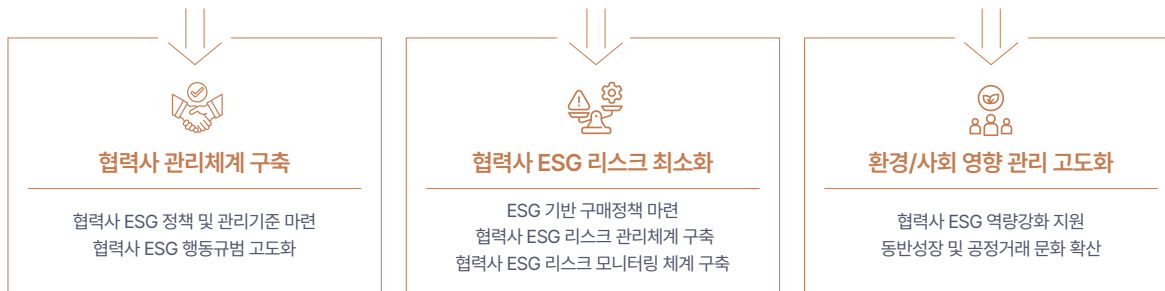 협력사 관리체계 구축
협력사 ESG 정책 및 관리기준 마련
협력사 ESG 행동규범 고도화
협력사 ESG 리스크 최소화
ESG 기반 구매정책 마련
협력사 ESG 리스크 관리체계 구축
협력사 ESG 리스크 모니터링 체계 구축
환경/사회 영향 관리 고도화
협력사 ESG 역량강화 지원
동반성장 및 공정거래 문화 확산